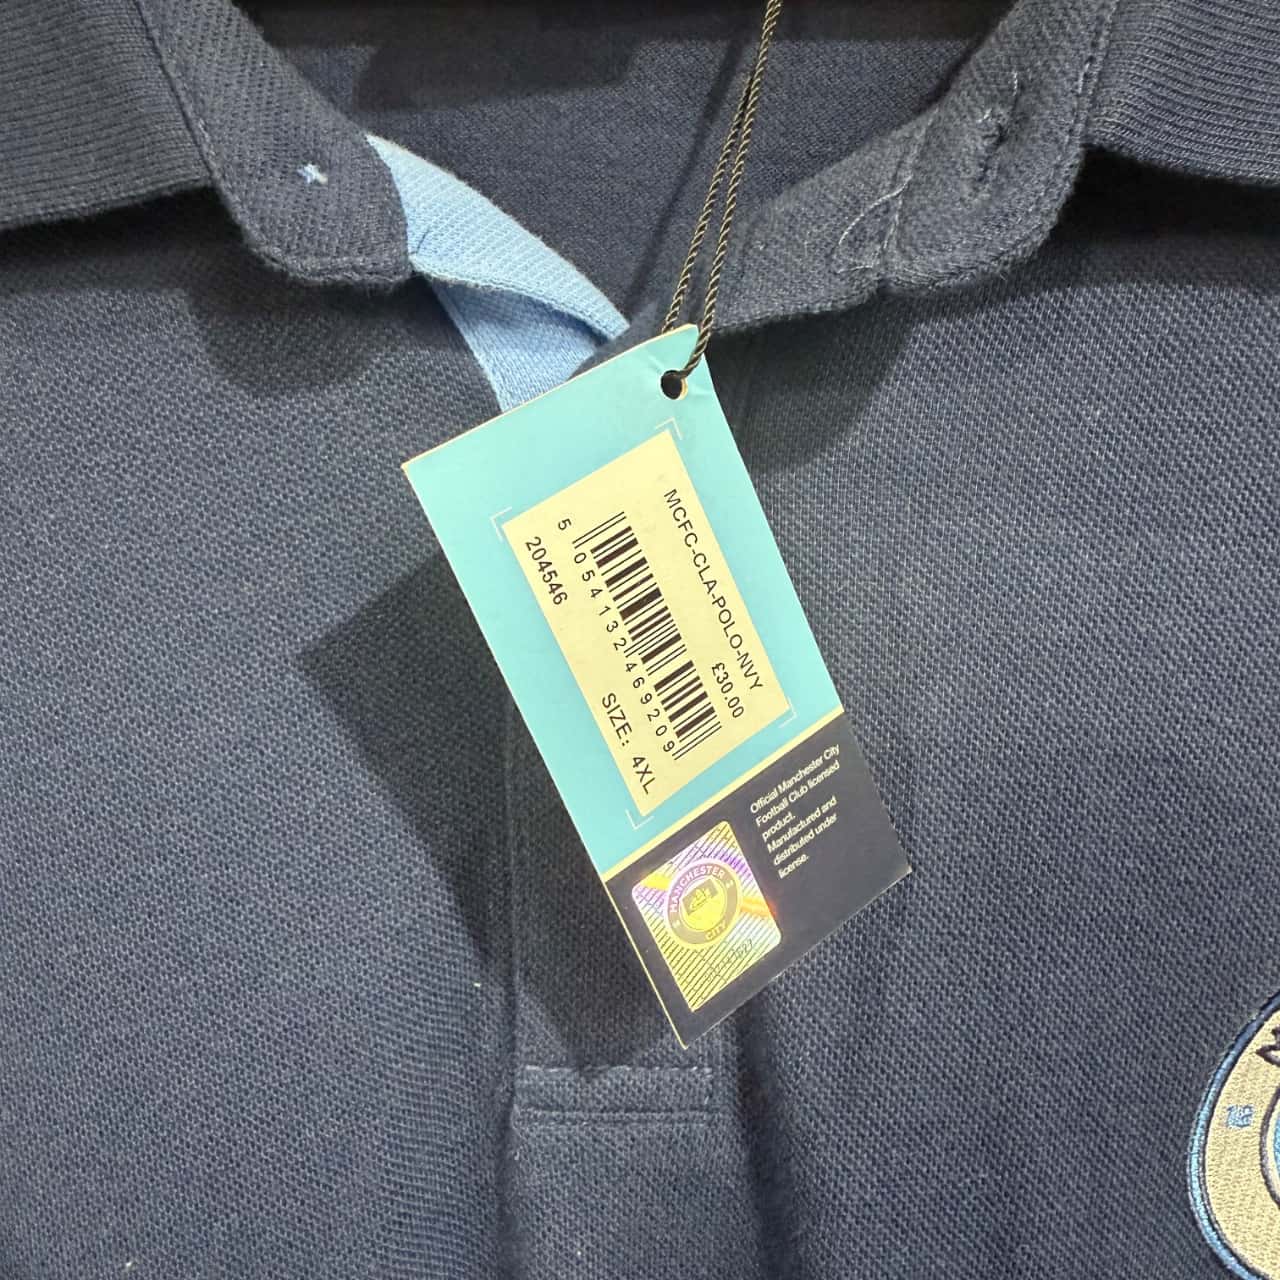 MCFC-CLA-POLO-NVY
£30.00
5 054132 469209
204546
SIZE: 4XL
Official Manchester City
Football Club licensed
product.
Manufactured and
distributed under
license.
MANCHESTER
CITY
18